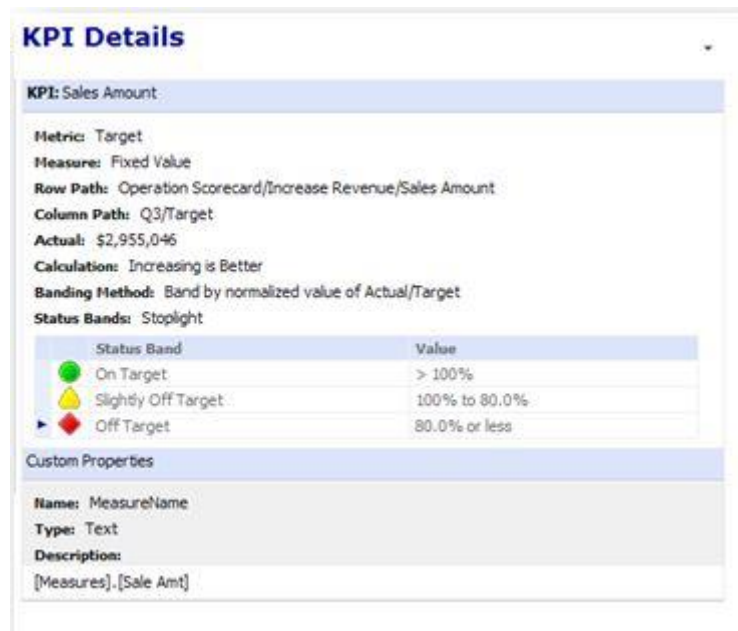 KPI Details
KPI: Sales Amount
Metric: Target
Measure: Fixed Value
Row Path: Operation Scorecard/Increase Revenue/Sales Amount
Column Path: Q3/Target
Actual: $2,955,046
Calculation: Increasing is Better
Banding Method: Band by normalized value of Actual/Target
Status Bands: Stoplight
Status Band Value
On Target > 100%
Slightly Off Target 100% to 80.0%
Off Target 80.0% or less
Custom Properties
Name: MeasureName
Type: Text
Description:
[Measures].[Sale Amt]